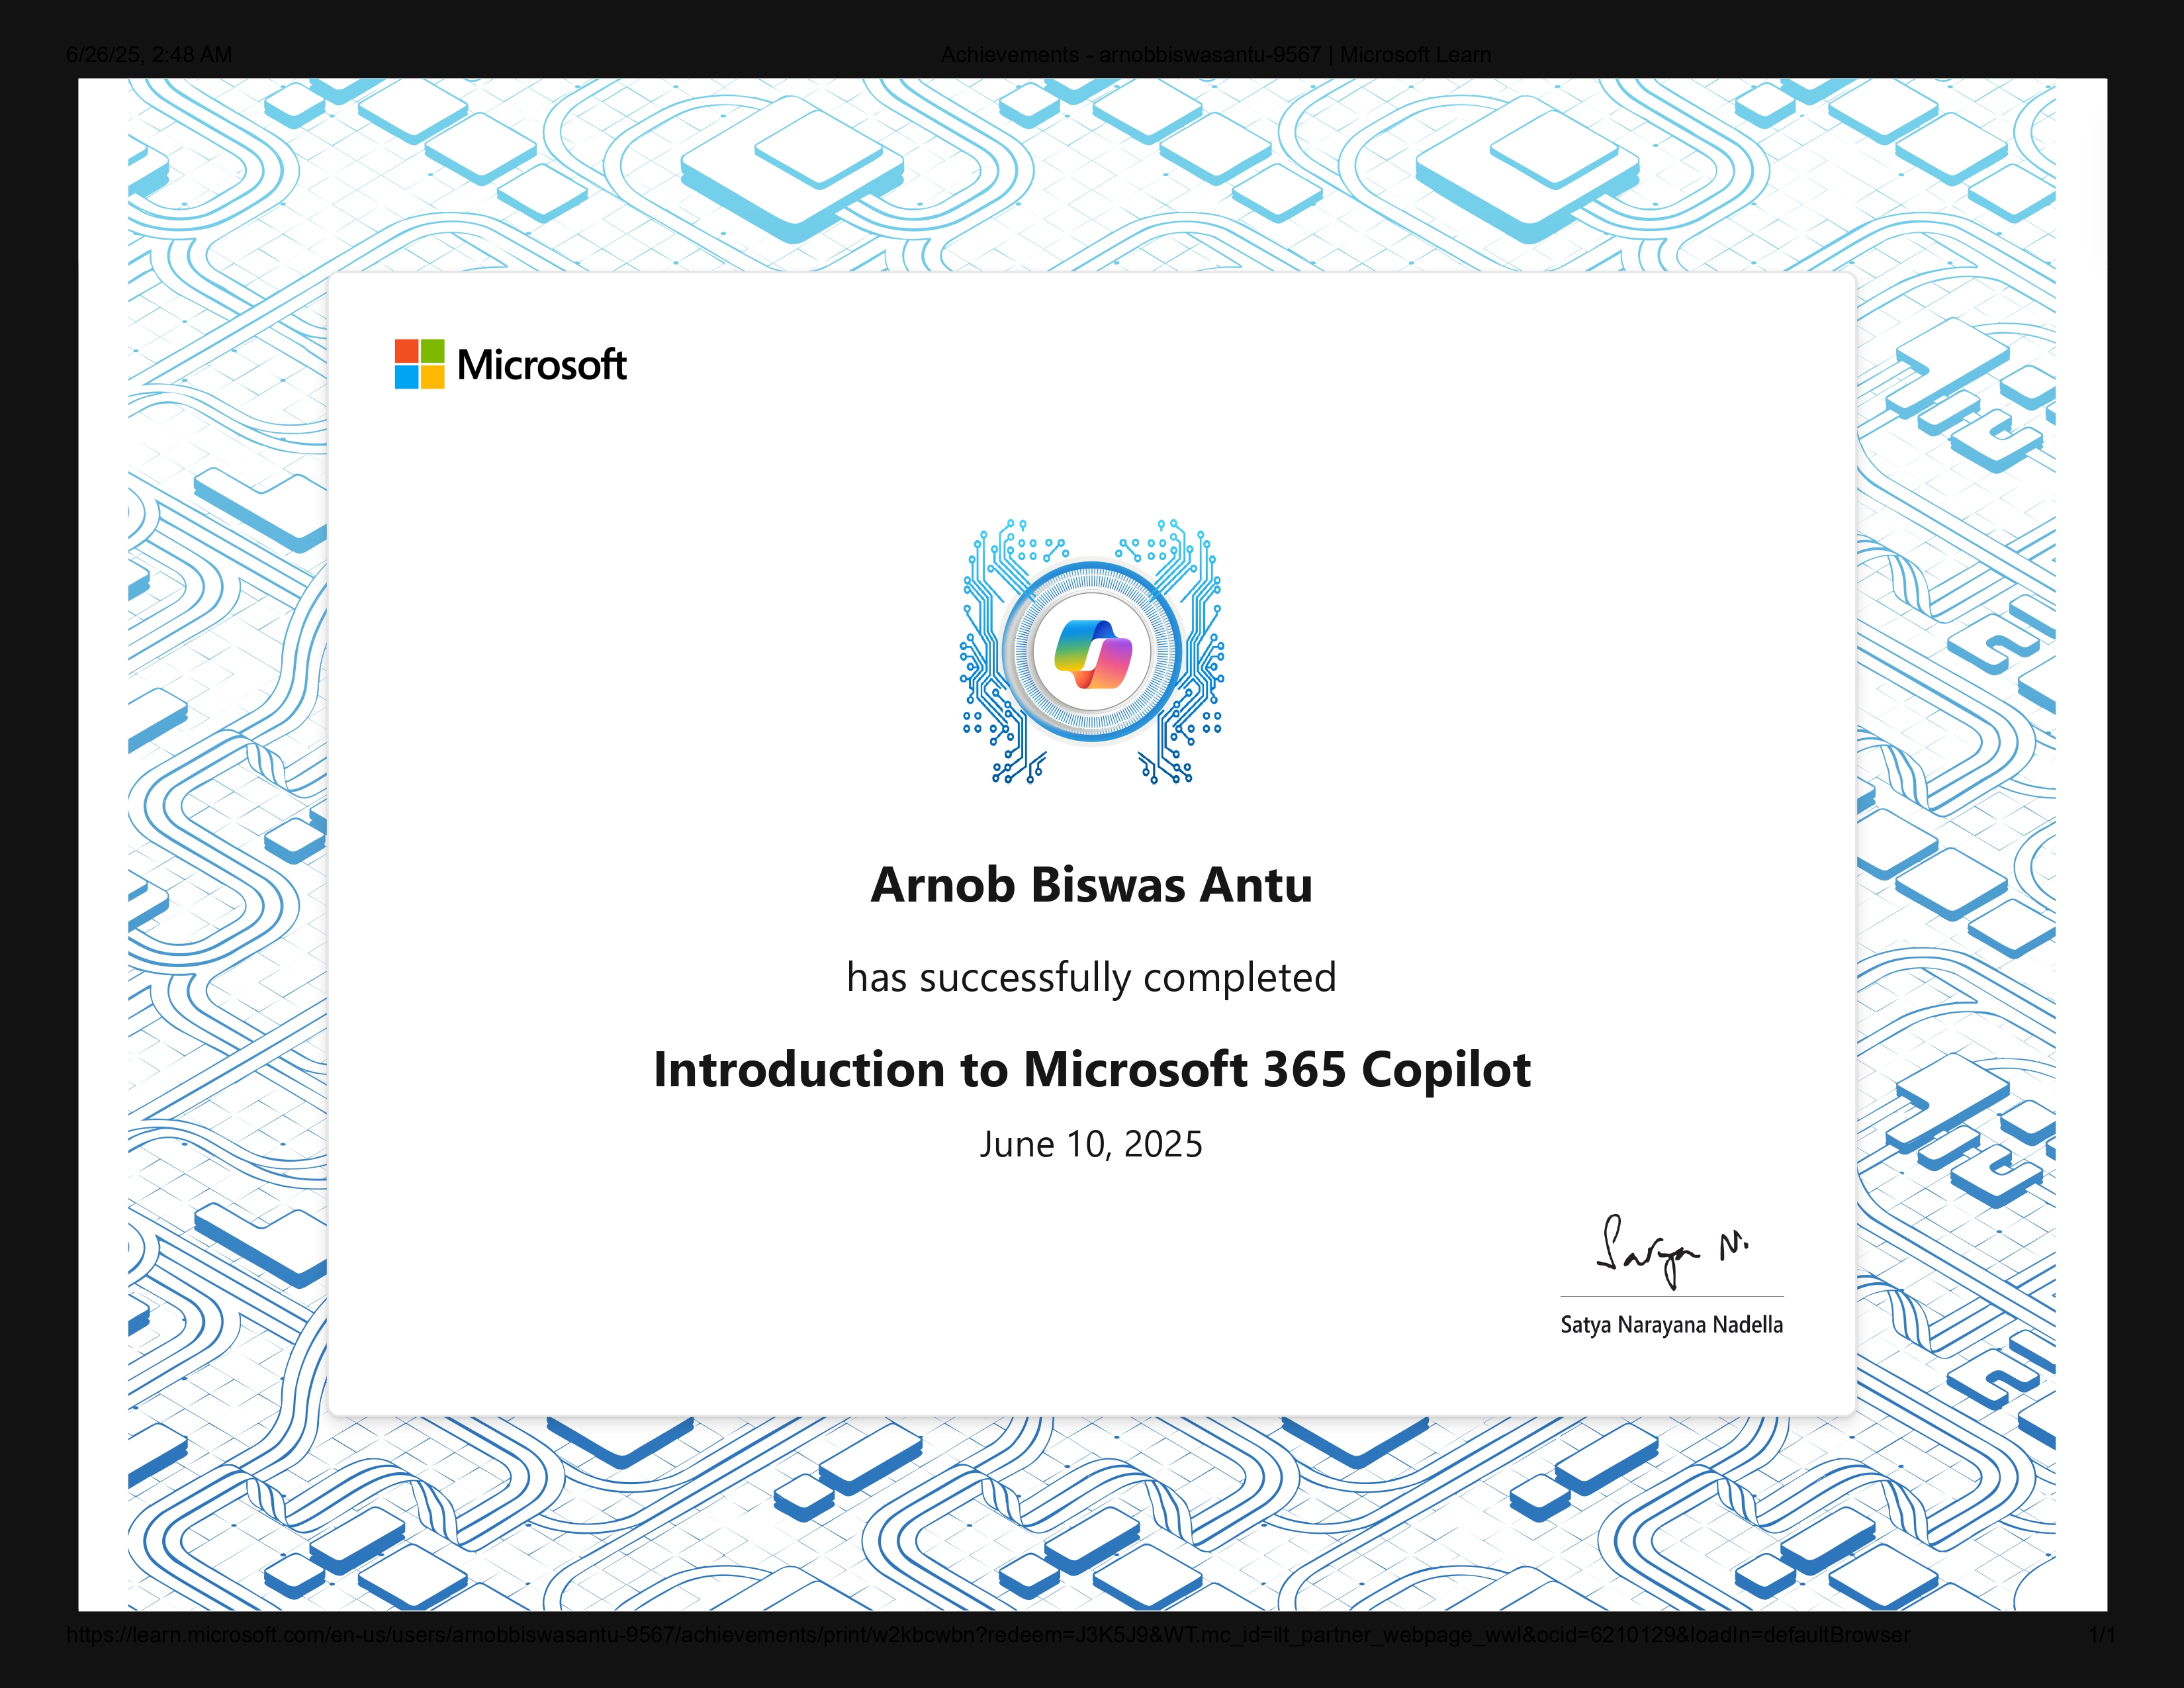 6/26/25, 2:48 AM
Achievements - arnobbiswasantu-9567 | Microsoft Learn
Microsoft
Arnob Biswas Antu
has successfully completed
Introduction to Microsoft 365 Copilot
June 10, 2025
Satya N.
Satya Narayana Nadella
https://learn.microsoft.com/en-us/users/arnobbiswasantu-9567/achievements/print/w2kbcwbn?redeem=J3K5J9&WT.mc_id=ilt_partner_webpage_wwl&ocid=6210129&loadIn=defaultBrowser
1/1